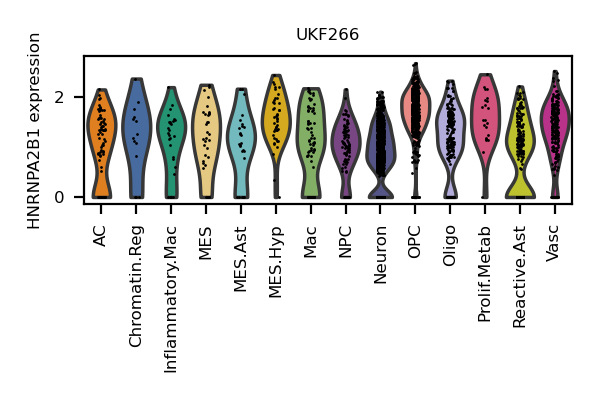 UKF266
HNRNPA2B1 expression
2
0
AC
Chromatin.Reg
Inflammatory.Mac
MES
MES.Ast
MES.Hyp
Mac
NPC
Neuron
OPC
Oligo
Prolif.Metab
Reactive.Ast
Vasc